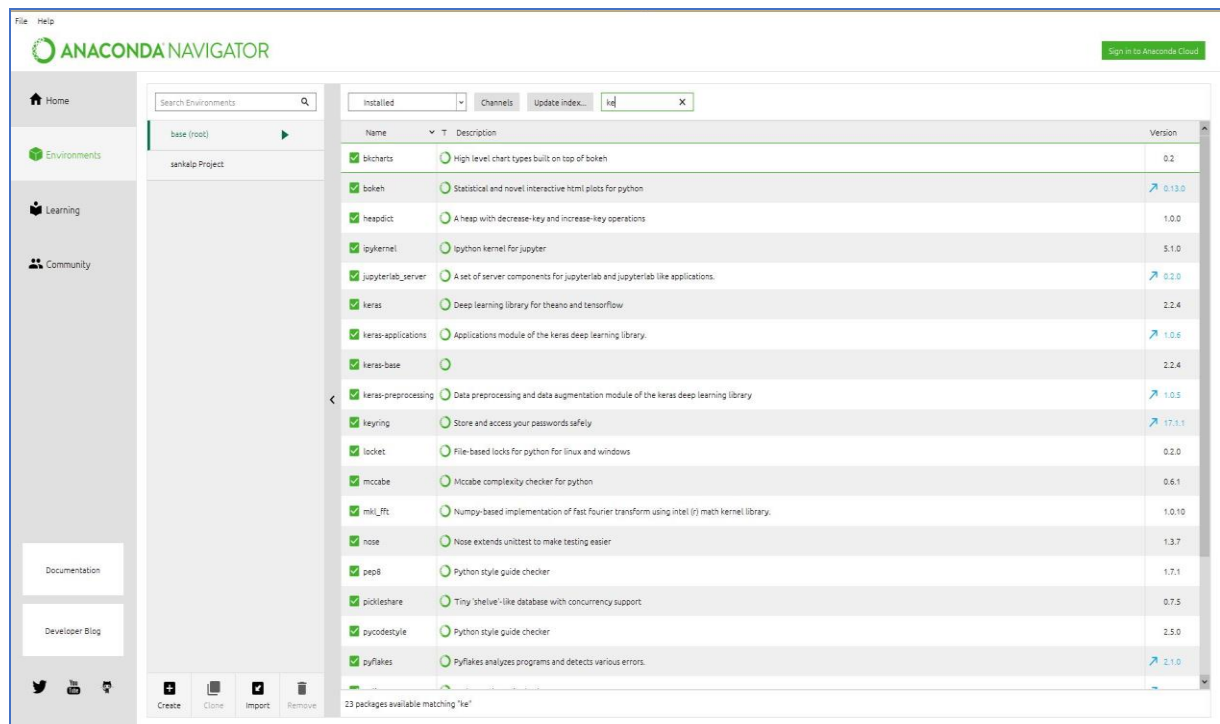 File Help
ANACONDA NAVIGATOR
Sign in to Anaconda Cloud
Home
Environments
Learning
Community
Documentation
Developer Blog
You Tube
Search Environments
base (root)
sankalp Project
Create Clone Import Remove
Installed Channels Update index... ke X
Name T Description Version
bkcharts High level chart types built on top of bokeh 0.2
bokeh Statistical and novel interactive html plots for python 0.13.0
heapdict A heap with decrease-key and increase-key operations 1.0.0
ipykernel Ipython kernel for jupyter 5.1.0
jupyterlab_server A set of server components for jupyterlab and jupyterlab like applications. 0.2.0
keras Deep learning library for theano and tensorflow 2.2.4
keras-applications Applications module of the keras deep learning library. 1.0.6
keras-base 2.2.4
keras-preprocessing Data preprocessing and data augmentation module of the keras deep learning library 1.0.5
keyring Store and access your passwords safely 17.1.1
locket File-based locks for python for linux and windows 0.2.0
mccabe Mccabe complexity checker for python 0.6.1
mkl_fft Numpy-based implementation of fast fourier transform using intel (r) math kernel library. 1.0.10
nose Nose extends unittest to make testing easier 1.3.7
pep8 Python style guide checker 1.7.1
pickleshare Tiny 'shelve'-like database with concurrency support 0.7.5
pycodestyle Python style guide checker 2.5.0
pyflakes Pyflakes analyzes programs and detects various errors. 2.1.0
23 packages available matching "ke"